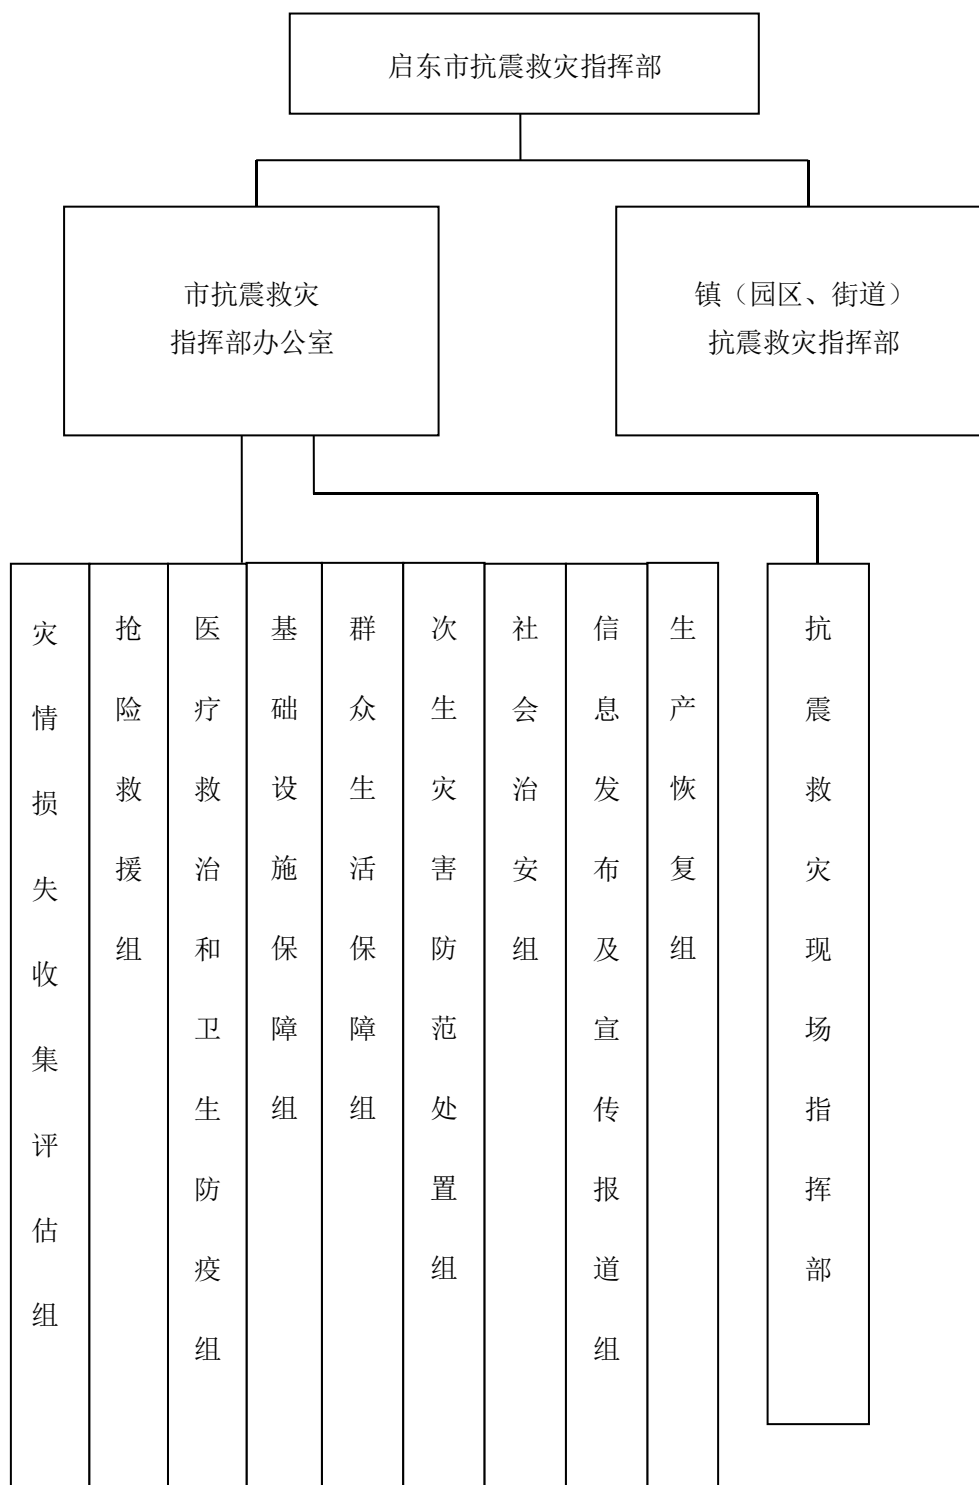 启东市抗震救灾指挥部
市抗震救灾
指挥部办公室
镇（园区、街道）
抗震救灾指挥部
灾情损失收集评估组
抢险救援组
医疗救治和卫生防疫组
基础设施保障组
群众生活保障组
次生灾害防范处置组
社会治安组
信息发布及宣传报道组
生产恢复组
抗震救灾现场指挥部